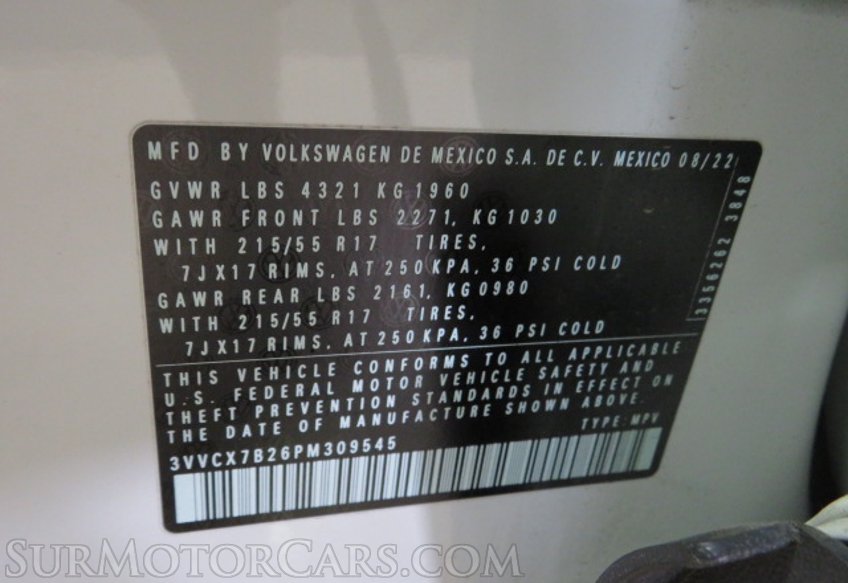 MFD BY VOLKSWAGEN DE MEXICO S.A. DE C.V. MEXICO 08/22
GVWR LBS 4321 KG 1960
GAWR FRONT LBS 2271, KG 1030
WITH 215/55 R17 TIRES,
7JX17 RIMS, AT 250 KPA, 36 PSI COLD
GAWR REAR LBS 2161, KG 0980
WITH 215/55 R17 TIRES,
7JX17 RIMS, AT 250 KPA, 36 PSI COLD
THIS VEHICLE CONFORMS TO ALL APPLICABLE
U.S. FEDERAL MOTOR VEHICLE SAFETY AND
THEFT PREVENTION STANDARDS IN EFFECT ON
THE DATE OF MANUFACTURE SHOWN ABOVE.
TYPE: MPV
3VVCX7B26PM309545
3356262 3848
SURMOTORCARS.COM